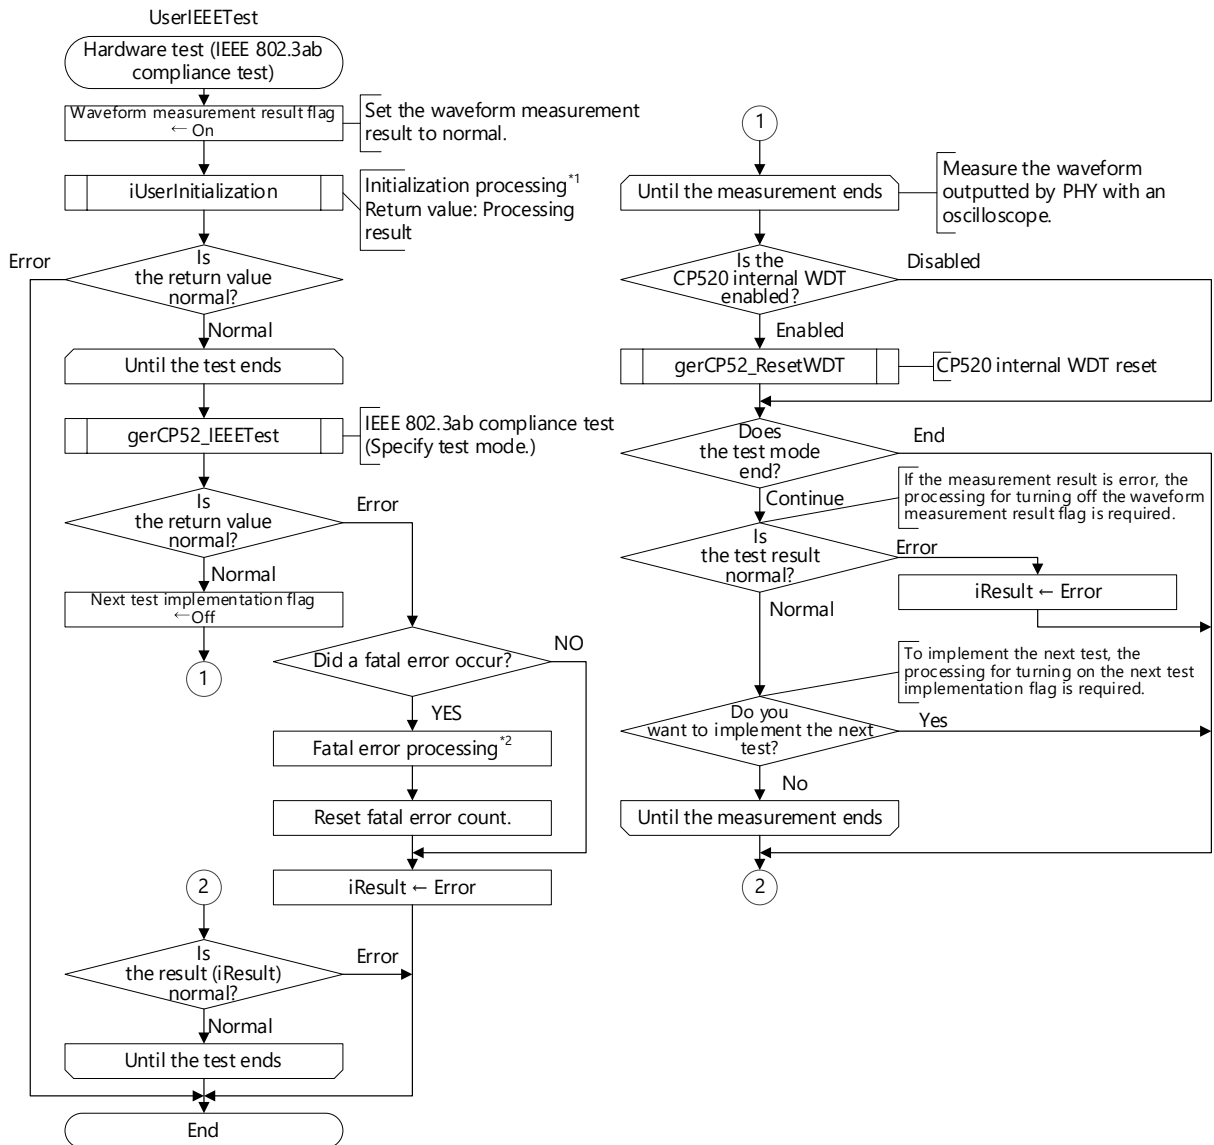 UserIEEETest
Hardware test (IEEE 802.3ab
compliance test)
Waveform measurement result flag
← On
Set the waveform measurement
result to normal.
iUserInitialization
Initialization processing*1
Return value: Processing
result
Is
the return value
normal?
Error
Normal
Until the test ends
gerCP52_IEEETest
IEEE 802.3ab compliance test
(Specify test mode.)
Is
the return value
normal?
Error
Normal
Next test implementation flag
←Off
1
Did a fatal error occur?
NO
YES
Fatal error processing*2
Reset fatal error count.
iResult ← Error
2
Is
the result (iResult)
normal?
Error
Normal
Until the test ends
End
1
Until the measurement ends
Measure the waveform
outputted by PHY with an
oscilloscope.
Is the
CP520 internal WDT
enabled?
Disabled
Enabled
gerCP52_ResetWDT
CP520 internal WDT reset
Does
the test mode
end?
End
Continue
If the measurement result is error, the
processing for turning off the waveform
measurement result flag is required.
Is
the test result
normal?
Error
iResult ← Error
Normal
To implement the next test, the
processing for turning on the next test
implementation flag is required.
Do you
want to implement the next
test?
Yes
No
Until the measurement ends
2